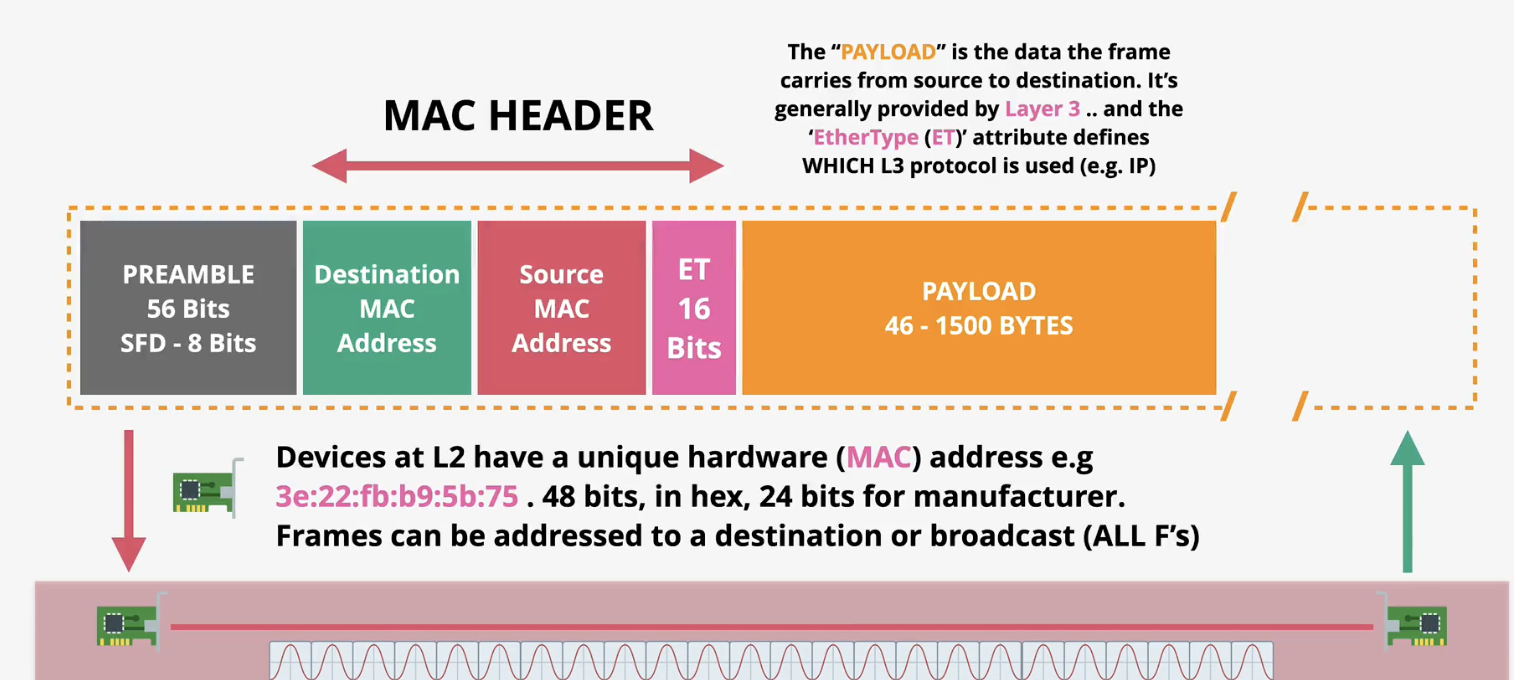 The “PAYLOAD” is the data the frame
carries from source to destination. It’s
generally provided by Layer 3 .. and the
‘EtherType (ET)’ attribute defines
WHICH L3 protocol is used (e.g. IP)
MAC HEADER
PREAMBLE
56 Bits
SFD - 8 Bits
Destination
MAC
Address
Source
MAC
Address
ET
16
Bits
PAYLOAD
46 - 1500 BYTES
Devices at L2 have a unique hardware (MAC) address e.g
3e:22:fb:b9:5b:75 . 48 bits, in hex, 24 bits for manufacturer.
Frames can be addressed to a destination or broadcast (ALL F’s)